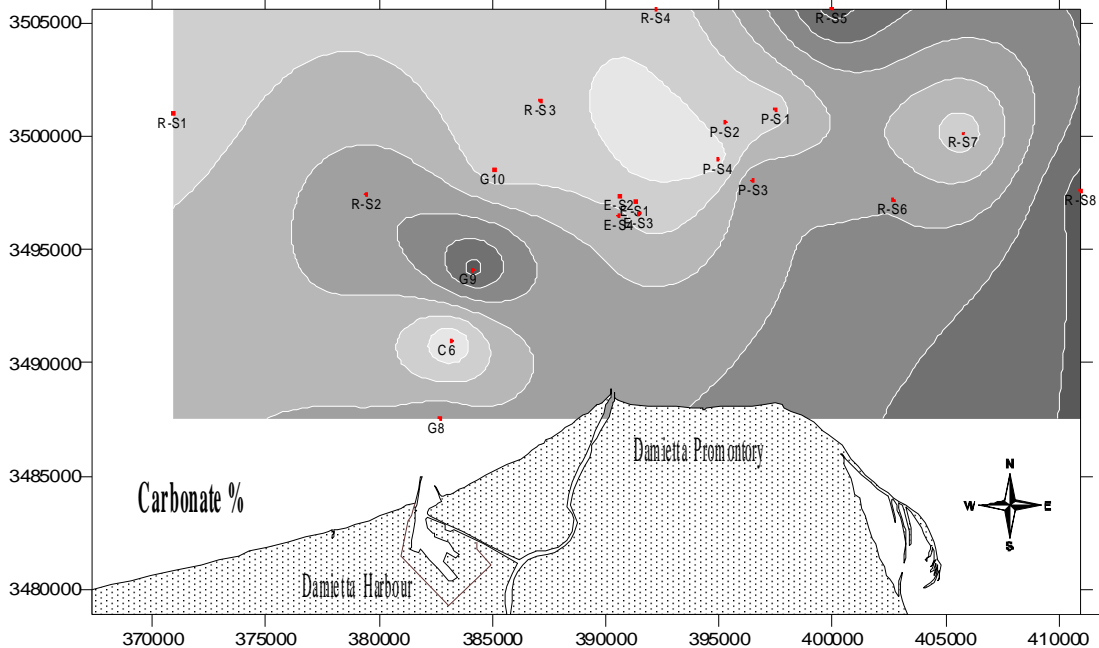 3505000
R-S4
R-S5
R-S1
R-S3
P-S1
P-S2
3500000
R-S7
P-S4
G10
P-S3
R-S2
E-S2
E-S1
R-S6
R-S8
E-S4
E-S3
3495000
G9
C6
3490000
G8
Damietta Promontory
3485000
Carbonate %
N
W
E
S
Damietta Harbour
3480000
370000 375000 380000 385000 390000 395000 400000 405000 410000